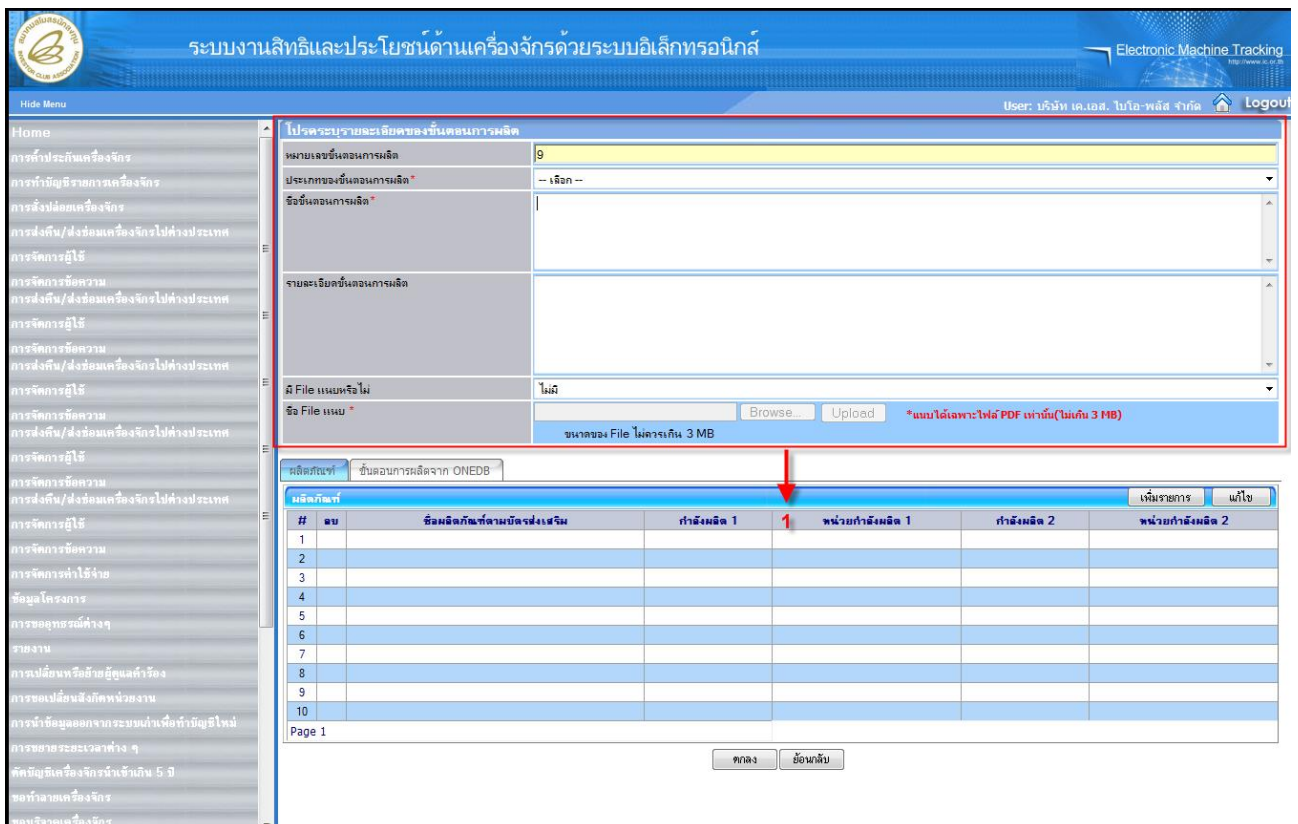 ระบบงานสิทธิและประโยชน์ด้านเครื่องจักรด้วยระบบอิเล็กทรอนิกส์
Electronic Machine Tracking
http://www.ic.or.th
Hide Menu
User: บริษัท เค.เอส. ไบโอ-พลัส จำกัด
Logout
Home
การค้ำประกันเครื่องจักร
การทำบัญชีรายการเครื่องจักร
การสั่งปล่อยเครื่องจักร
การส่งคืน/ส่งซ่อมเครื่องจักรไปต่างประเทศ
การจัดการผู้ใช้
การจัดการข้อความ
การส่งคืน/ส่งซ่อมเครื่องจักรไปต่างประเทศ
การจัดการผู้ใช้
การจัดการข้อความ
การส่งคืน/ส่งซ่อมเครื่องจักรไปต่างประเทศ
การจัดการผู้ใช้
การจัดการข้อความ
การส่งคืน/ส่งซ่อมเครื่องจักรไปต่างประเทศ
การจัดการผู้ใช้
การจัดการข้อความ
การส่งคืน/ส่งซ่อมเครื่องจักรไปต่างประเทศ
การจัดการผู้ใช้
การจัดการข้อความ
การจัดการค่าใช้จ่าย
ข้อมูลโครงการ
การขออุทธรณ์ต่างๆ
รายงาน
การเปลี่ยนหรือย้ายผู้ดูแลคำร้อง
การขอเปลี่ยนสังกัดหน่วยงาน
การนำข้อมูลออกจากระบบเก่าเพื่อทำบัญชีใหม่
การขยายระยะเวลาต่าง ๆ
ตัดบัญชีเครื่องจักรนำเข้าเกิน 5 ปี
ขอทำลายเครื่องจักร
ขอบริจาคเครื่องจักร
โปรดระบุรายละเอียดของขั้นตอนการผลิต
หมายเลขขั้นตอนการผลิต 9
ประเภทของขั้นตอนการผลิต* -- เลือก --
ชื่อขั้นตอนการผลิต*
รายละเอียดขั้นตอนการผลิต
มี File แนบหรือไม่ ไม่มี
ชื่อ File แนบ * Browse... Upload *แนบได้เฉพาะไฟล์ PDF เท่านั้น(ไม่เกิน 3 MB)
ขนาดของ File ไม่ควรเกิน 3 MB
ผลิตภัณฑ์ ขั้นตอนการผลิตจาก ONEDB
ผลิตภัณฑ์ เพิ่มรายการ แก้ไข
# ลบ ชื่อผลิตภัณฑ์ตามบัตรส่งเสริม กำลังผลิต 1 1 หน่วยกำลังผลิต 1 กำลังผลิต 2 หน่วยกำลังผลิต 2
1
2
3
4
5
6
7
8
9
10
Page 1
ตกลง ย้อนกลับ